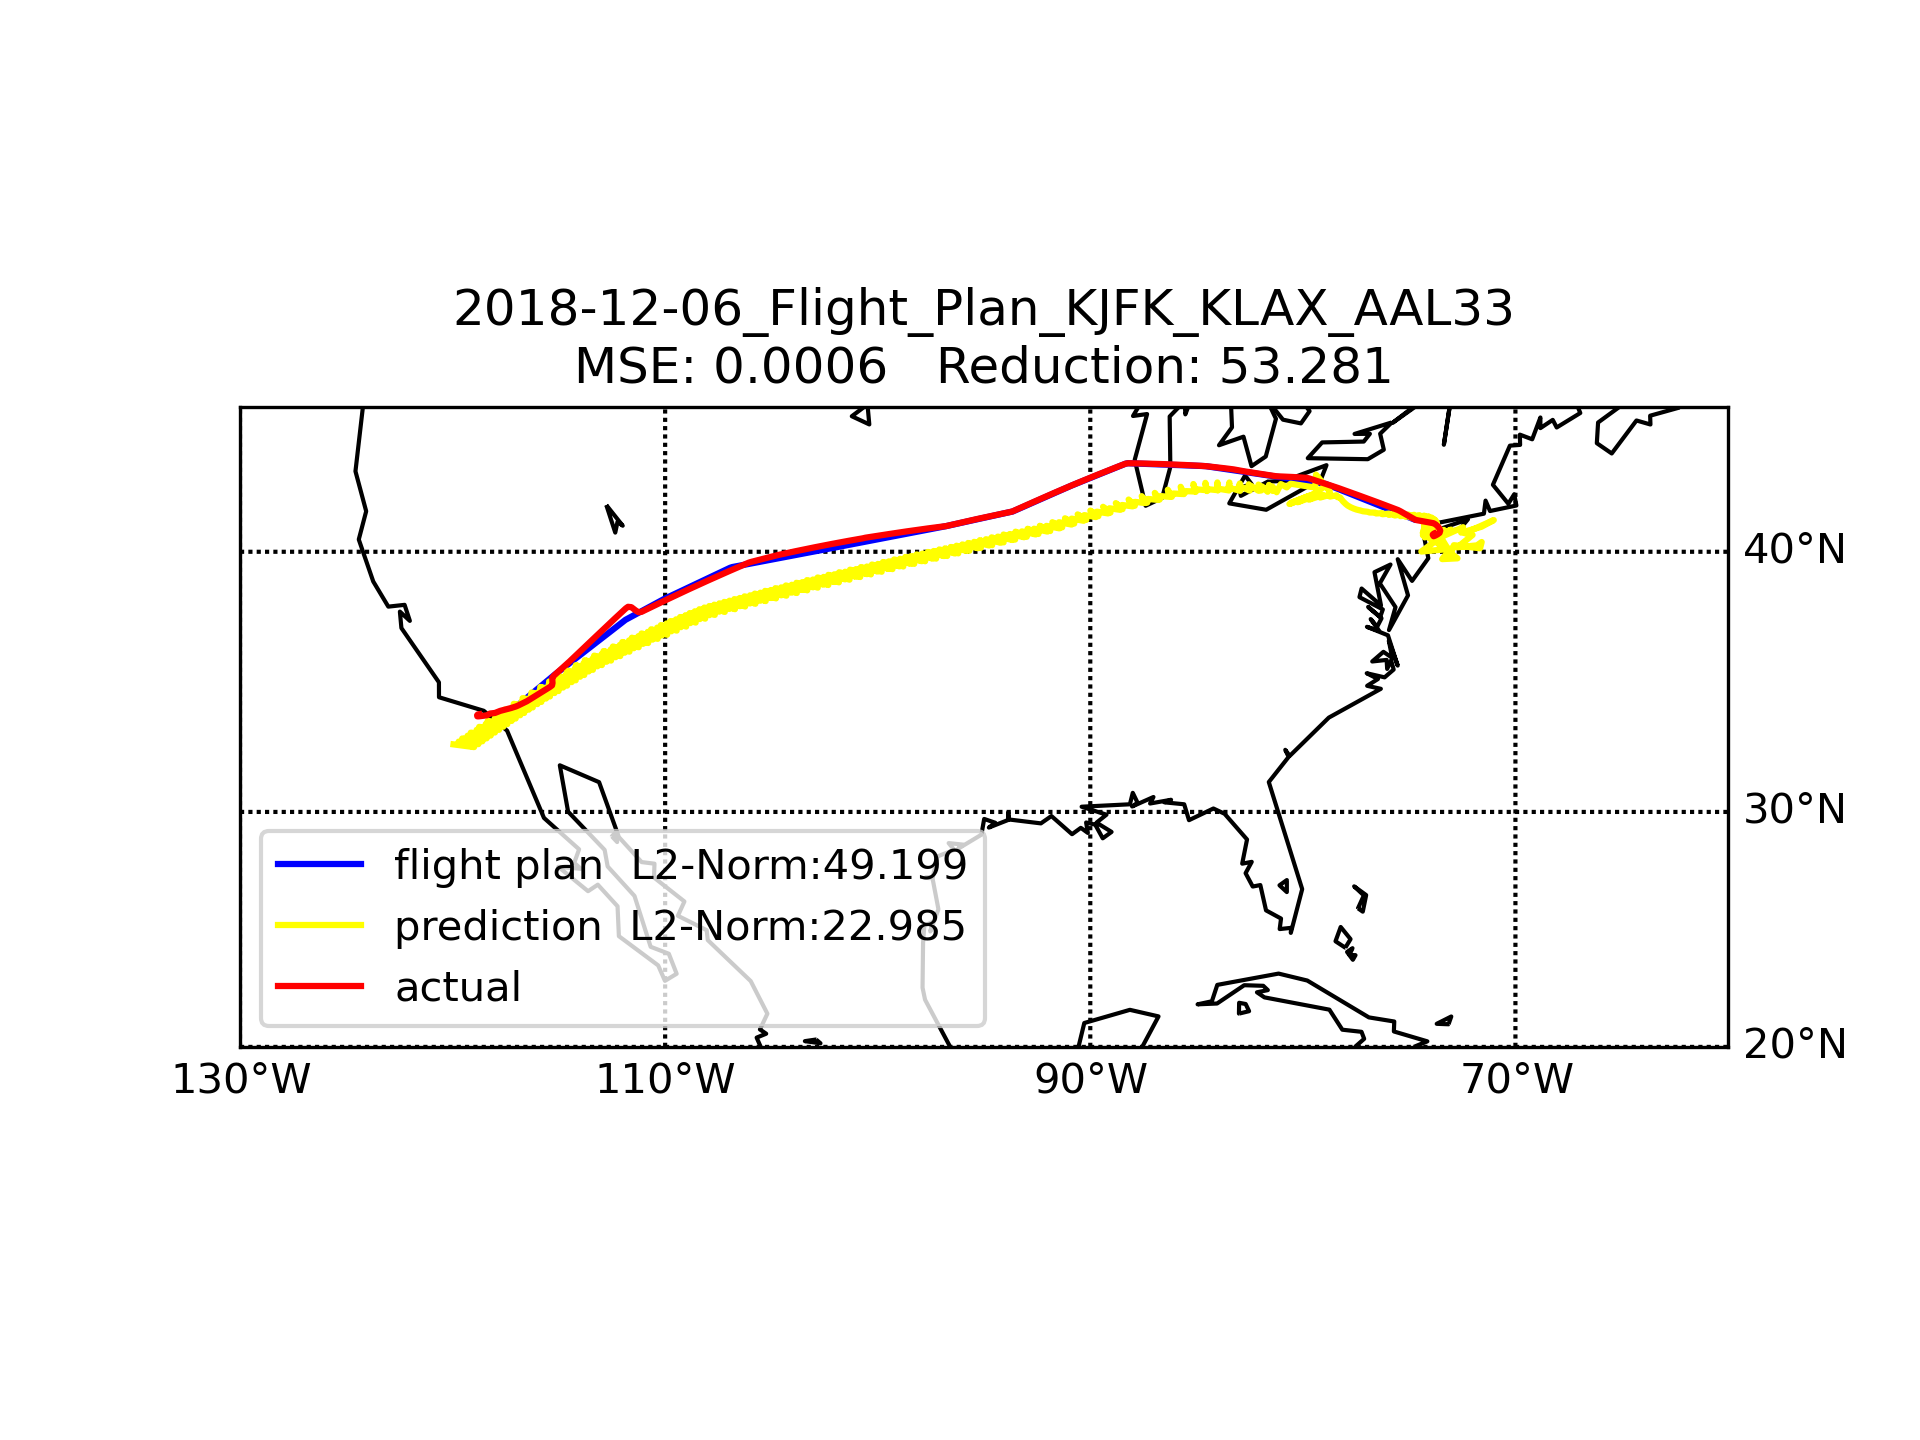 2018-12-06_Flight_Plan_KJFK_KLAX_AAL33
MSE: 0.0006   Reduction: 53.281
40°N
30°N
flight plan  L2-Norm:49.199
prediction  L2-Norm:22.985
actual
20°N
130°W 110°W 90°W 70°W